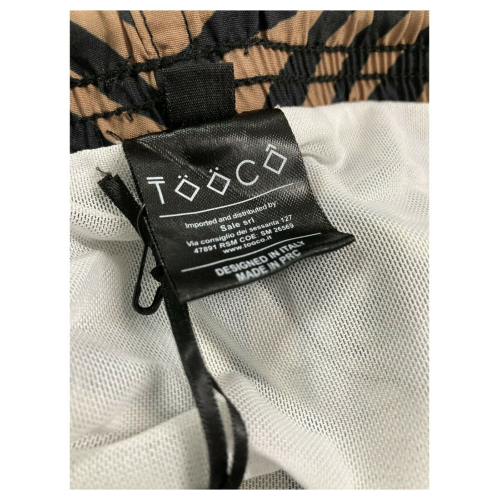 TÖÖCÔ
Imported and distributed by:
Sale srl
Via consiglio dei sessanta 127
47891 RSM COE: SM 26569
www.tooco.it
DESIGNED IN ITALY
MADE IN PRC